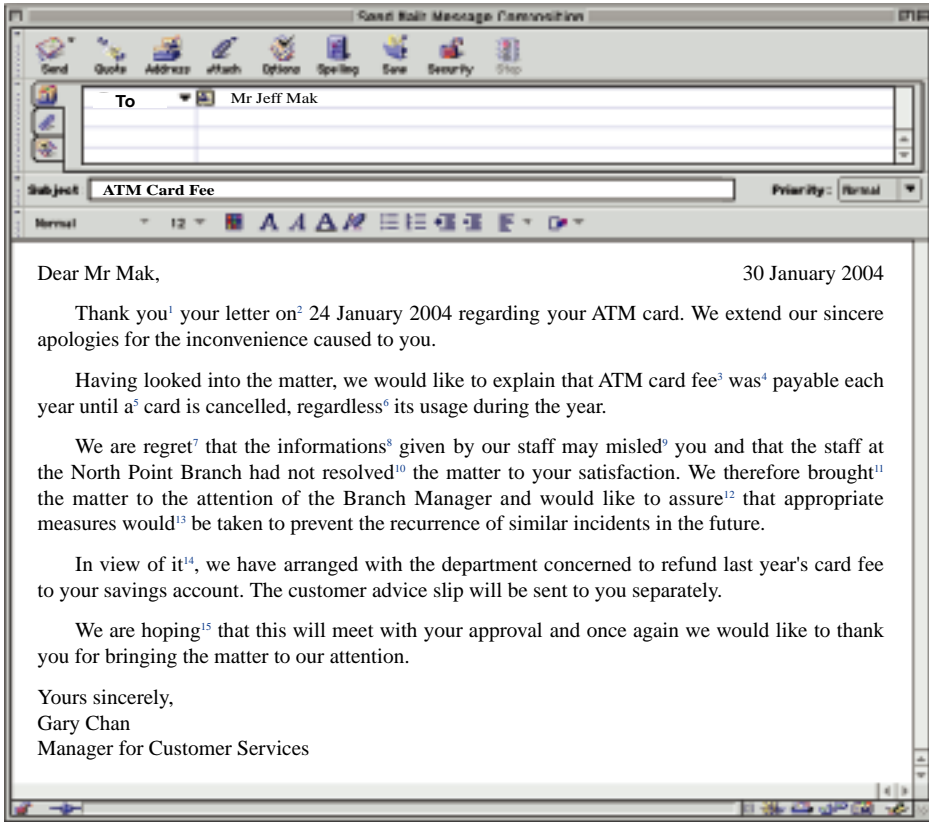 Send Mail: Message Composition
Send Quote Address Attach Options Spelling Save Security Stop
To Mr Jeff Mak
Subject ATM Card Fee Priority: Normal
Normal 12
Dear Mr Mak, 30 January 2004
Thank you1 your letter on2 24 January 2004 regarding your ATM card. We extend our sincere
apologies for the inconvenience caused to you.
Having looked into the matter, we would like to explain that ATM card fee3 was4 payable each
year until a5 card is cancelled, regardless6 its usage during the year.
We are regret7 that the informations8 given by our staff may misled9 you and that the staff at
the North Point Branch had not resolved10 the matter to your satisfaction. We therefore brought11
the matter to the attention of the Branch Manager and would like to assure12 that appropriate
measures would13 be taken to prevent the recurrence of similar incidents in the future.
In view of it14, we have arranged with the department concerned to refund last year's card fee
to your savings account. The customer advice slip will be sent to you separately.
We are hoping15 that this will meet with your approval and once again we would like to thank
you for bringing the matter to our attention.
Yours sincerely,
Gary Chan
Manager for Customer Services